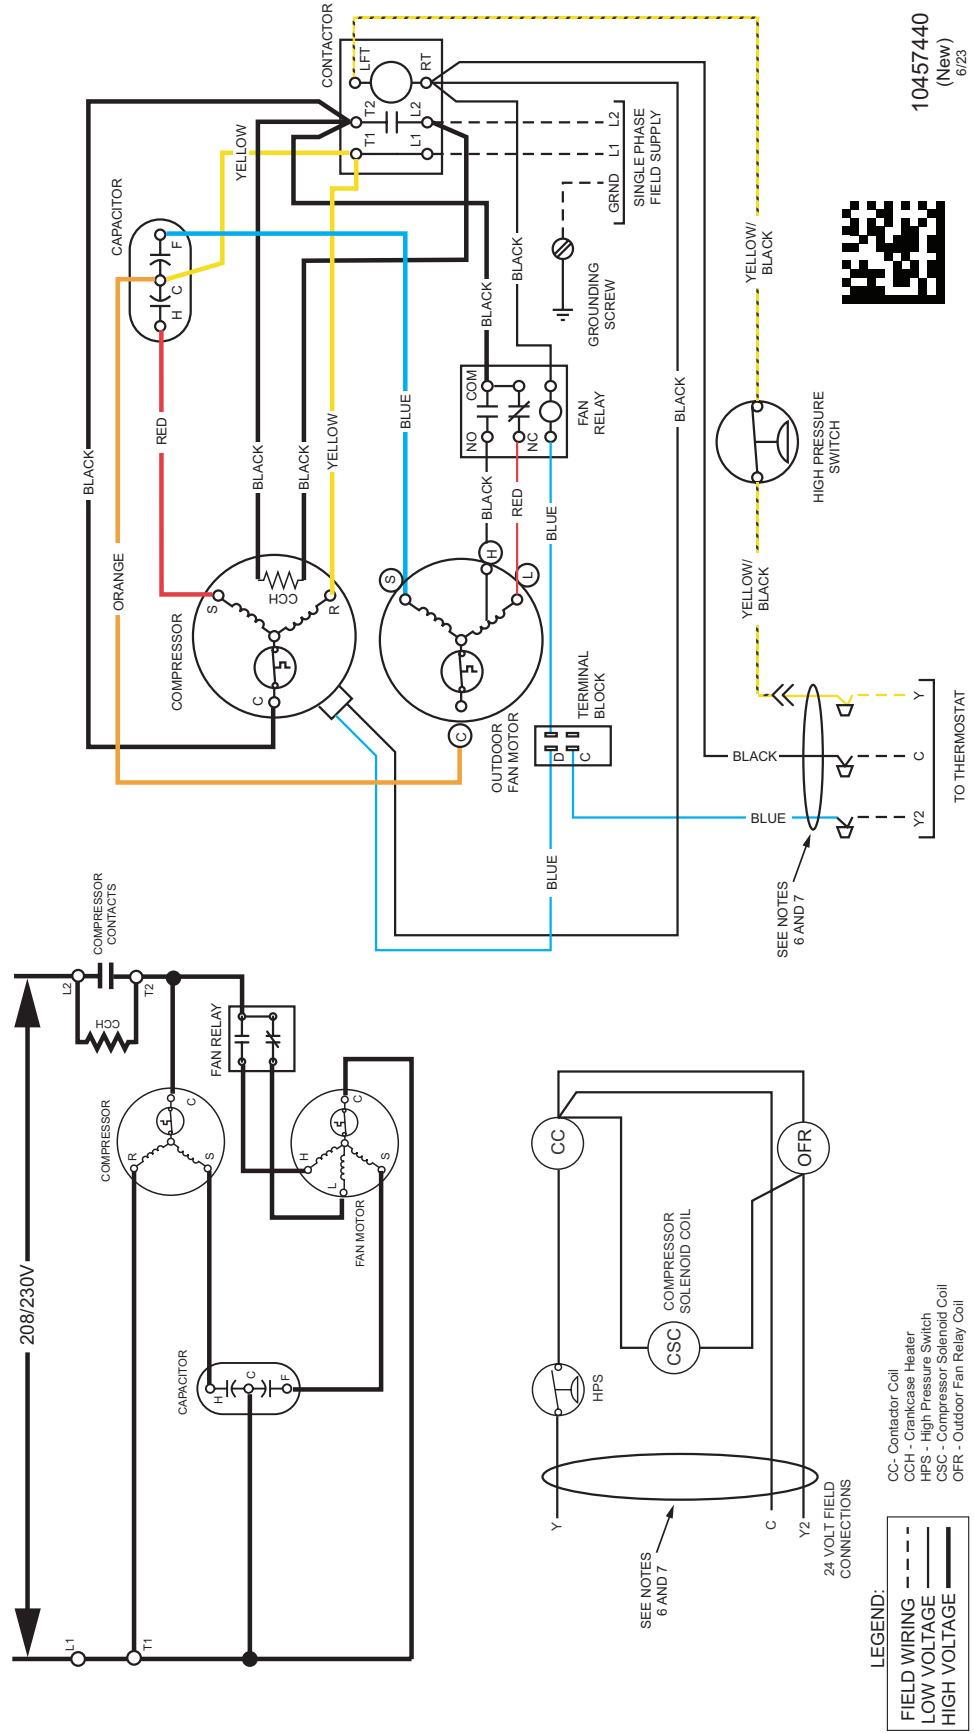 208/230V
L1
T1
L2
T2
CCH
COMPRESSOR
CONTACTS
COMPRESSOR
R
S
C
FAN RELAY
CAPACITOR
H
C
F
FAN MOTOR
H
L
S
C
CAPACITOR
H
C
F
CONTACTOR
LFT
RT
T2
L2
T1
L1
YELLOW
BLACK
ORANGE
RED
BLACK
BLACK
YELLOW
BLUE
COMPRESSOR
S
R
C
CCH
OUTDOOR
FAN MOTOR
S
H
L
C
BLACK
RED
BLUE
BLACK
BLACK
NO
COM
NC
FAN
RELAY
GROUNDING
SCREW
GRND
L1
L2
SINGLE PHASE
FIELD SUPPLY
TERMINAL
BLOCK
D
C
BLUE
BLACK
BLUE
BLACK
YELLOW/
BLACK
YELLOW/
BLACK
HIGH PRESSURE
SWITCH
SEE NOTES
6 AND 7
Y2
C
Y
TO THERMOSTAT
10457440
(New)
6/23
CC
OFR
CSC
COMPRESSOR
SOLENOID COIL
HPS
Y
C
Y2
SEE NOTES
6 AND 7
24 VOLT FIELD
CONNECTIONS
CC- Contactor Coil
CCH - Crankcase Heater
HPS - High Pressure Switch
CSC - Compressor Solenoid Coil
OFR - Outdoor Fan Relay Coil
LEGEND:
FIELD WIRING
LOW VOLTAGE
HIGH VOLTAGE